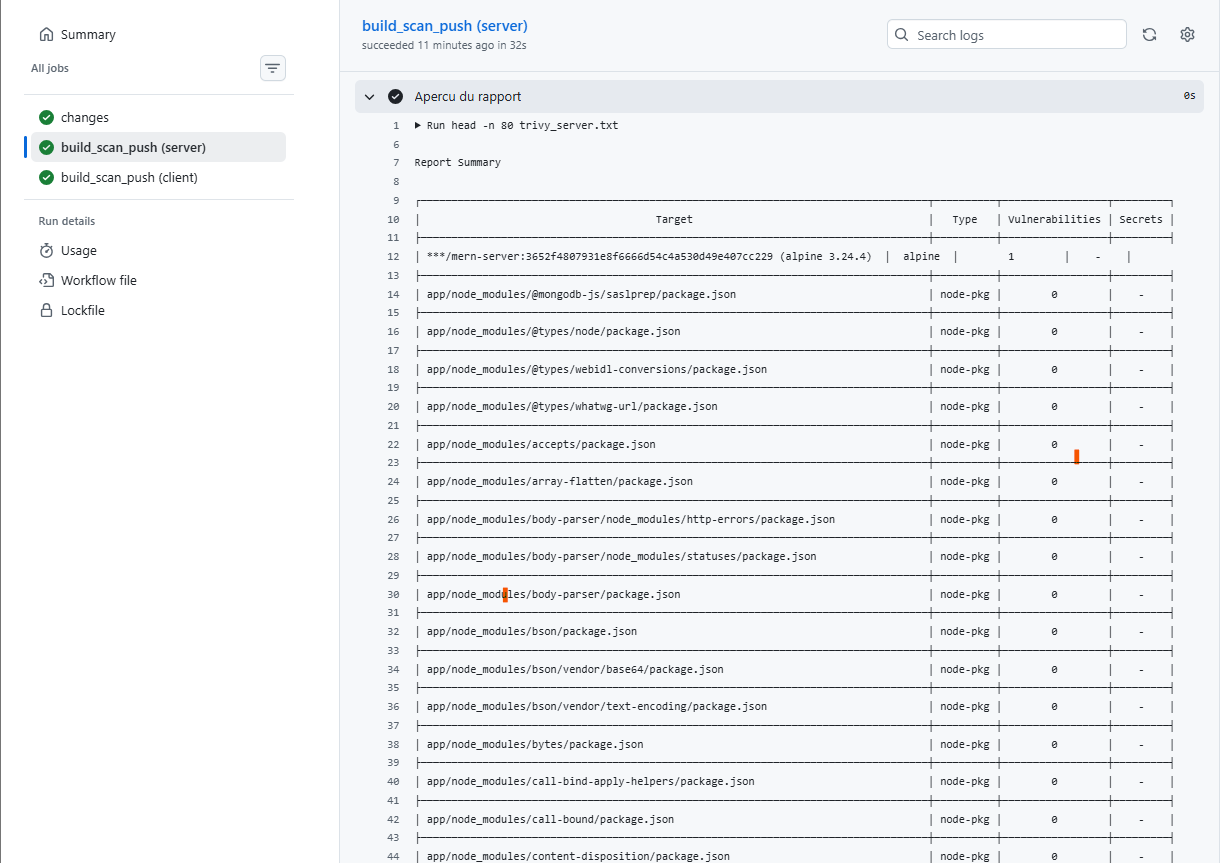 Summary
All jobs
changes
build_scan_push (server)
build_scan_push (client)
Run details
Usage
Workflow file
Lockfile
build_scan_push (server)
succeeded 11 minutes ago in 32s
Search logs
Apercu du rapport 0s
1 Run head -n 80 trivy_server.txt
6
7 Report Summary
8
9
10 | Target | Type | Vulnerabilities | Secrets |
11
12 | ***/mern-server:3652f4807931e8f6666d54c4a530d49e407cc229 (alpine 3.24.4) | alpine | 1 | - |
13
14 | app/node_modules/@mongodb-js/saslprep/package.json | node-pkg | 0 | - |
15
16 | app/node_modules/@types/node/package.json | node-pkg | 0 | - |
17
18 | app/node_modules/@types/webidl-conversions/package.json | node-pkg | 0 | - |
19
20 | app/node_modules/@types/whatwg-url/package.json | node-pkg | 0 | - |
21
22 | app/node_modules/accepts/package.json | node-pkg | 0 | - |
23
24 | app/node_modules/array-flatten/package.json | node-pkg | 0 | - |
25
26 | app/node_modules/body-parser/node_modules/http-errors/package.json | node-pkg | 0 | - |
27
28 | app/node_modules/body-parser/node_modules/statuses/package.json | node-pkg | 0 | - |
29
30 | app/node_modules/body-parser/package.json | node-pkg | 0 | - |
31
32 | app/node_modules/bson/package.json | node-pkg | 0 | - |
33
34 | app/node_modules/bson/vendor/base64/package.json | node-pkg | 0 | - |
35
36 | app/node_modules/bson/vendor/text-encoding/package.json | node-pkg | 0 | - |
37
38 | app/node_modules/bytes/package.json | node-pkg | 0 | - |
39
40 | app/node_modules/call-bind-apply-helpers/package.json | node-pkg | 0 | - |
41
42 | app/node_modules/call-bound/package.json | node-pkg | 0 | - |
43
44 | app/node_modules/content-disposition/package.json | node-pkg | 0 | - |